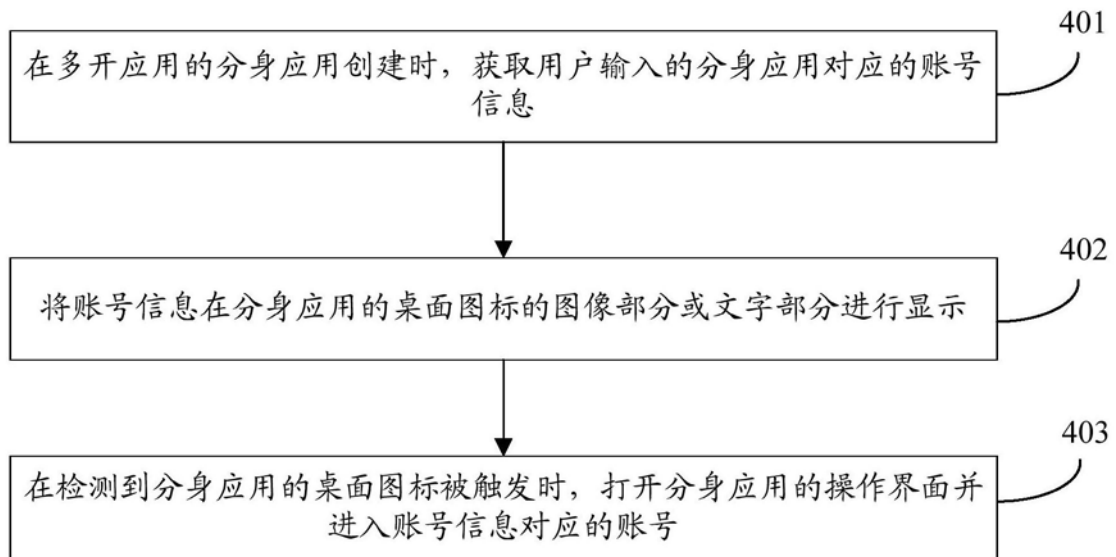 401
在多开应用的分身应用创建时，获取用户输入的分身应用对应的账号
信息
402
将账号信息在分身应用的桌面图标的图像部分或文字部分进行显示
403
在检测到分身应用的桌面图标被触发时，打开分身应用的操作界面并
进入账号信息对应的账号